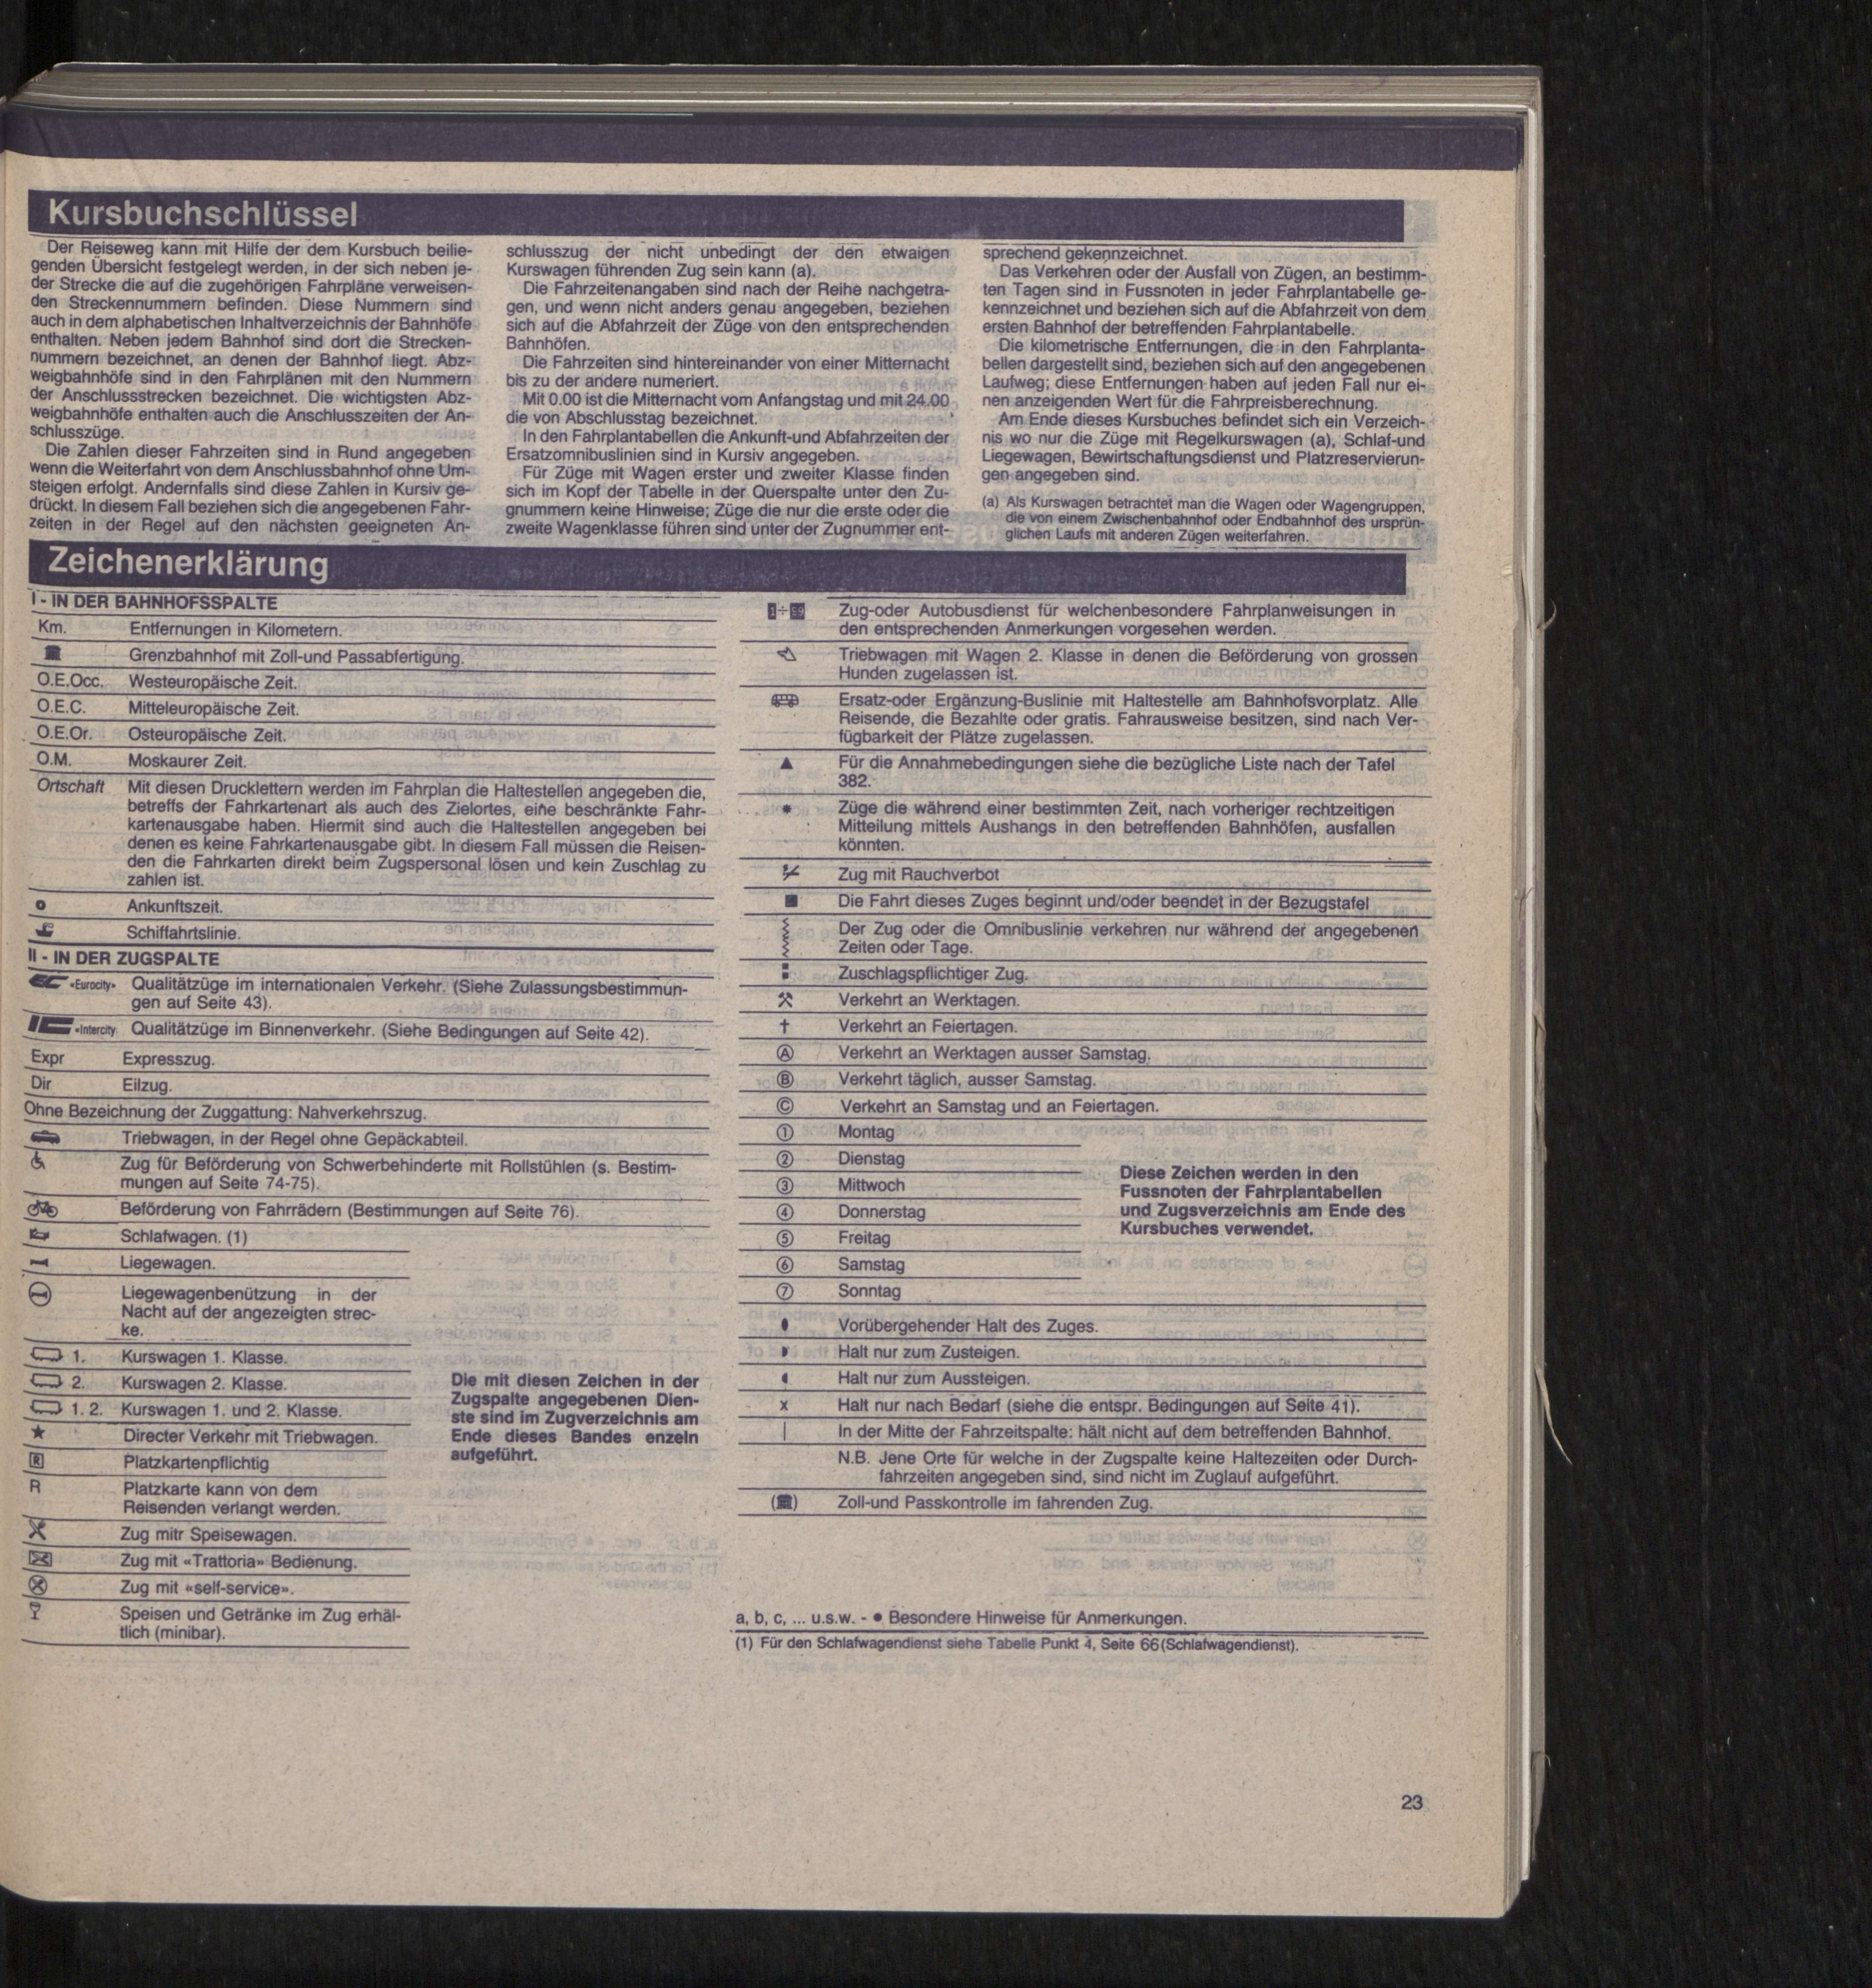 Kursbuchschlüssel
Der Reiseweg kann mit Hilfe der dem Kursbuch beilie-
genden Übersicht festgelegt werden, in der sich neben je-
der Strecke die auf die zugehörigen Fahrpläne verweisen-
den Streckennummern befinden. Diese Nummern sind
auch in dem alphabetischen Inhaltverzeichnis der Bahnhöfe
enthalten. Neben jedem Bahnhof sind dort die Strecken-
nummern bezeichnet, an denen der Bahnhof liegt. Abz-
weigbahnhöfe sind in den Fahrplänen mit den Nummern
der Anschlussstrecken bezeichnet. Die wichtigsten Abz-
weigbahnhöfe enthalten auch die Anschlusszeiten der An-
schlusszüge.
Die Zahlen dieser Fahrzeiten sind in Rund angegeben
wenn die Weiterfahrt von dem Anschlussbahnhof ohne Um-
steigen erfolgt. Andernfalls sind diese Zahlen in Kursiv ge-
drückt. In diesem Fall beziehen sich die angegebenen Fahr-
zeiten in der Regel auf den nächsten geeigneten An-
schlusszug der nicht unbedingt der den etwaigen
Kurswagen führenden Zug sein kann (a).
Die Fahrzeitenangaben sind nach der Reihe nachgetra-
gen, und wenn nicht anders genau angegeben, beziehen
sich auf die Abfahrzeit der Züge von den entsprechenden
Bahnhöfen.
Die Fahrzeiten sind hintereinander von einer Mitternacht
bis zu der andere numeriert.
Mit 0.00 ist die Mitternacht vom Anfangstag und mit 24.00
die von Abschlusstag bezeichnet.
In den Fahrplantabellen die Ankunft-und Abfahrzeiten der
Ersatzomnibuslinien sind in Kursiv angegeben.
Für Züge mit Wagen erster und zweiter Klasse finden
sich im Kopf der Tabelle in der Querspalte unter den Zu-
gnummern keine Hinweise; Züge die nur die erste oder die
zweite Wagenklasse führen sind unter der Zugnummer ent-
sprechend gekennzeichnet.
Das Verkehren oder der Ausfall von Zügen, an bestimm-
ten Tagen sind in Fussnoten in jeder Fahrplantabelle ge-
kennzeichnet und beziehen sich auf die Abfahrzeit von dem
ersten Bahnhof der betreffenden Fahrplantabelle.
Die kilometrische Entfernungen, die in den Fahrplanta-
bellen dargestellt sind, beziehen sich auf den angegebenen
Laufweg; diese Entfernungen haben auf jeden Fall nur ei-
nen anzeigenden Wert für die Fahrpreisberechnung.
Am Ende dieses Kursbuches befindet sich ein Verzeich-
nis wo nur die Züge mit Regelkurswagen (a), Schlaf-und
Liegewagen, Bewirtschaftungsdienst und Platzreservierun-
gen angegeben sind.
(a) Als Kurswagen betrachtet man die Wagen oder Wagengruppen,
die von einem Zwischenbahnhof oder Endbahnhof des ursprün-
glichen Laufs mit anderen Zügen weiterfahren.
Zeichenerklärung
I - IN DER BAHNHOFSSPALTE
Km. Entfernungen in Kilometern.
Grenzbahnhof mit Zoll-und Passabfertigung.
O.E.Occ. Westeuropäische Zeit.
O.E.C. Mitteleuropäische Zeit.
O.E.Or. Osteuropäische Zeit.
O.M. Moskaurer Zeit.
Ortschaft Mit diesen Drucklettern werden im Fahrplan die Haltestellen angegeben die,
betreffs der Fahrkartenart als auch des Zielortes, eine beschränkte Fahr-
kartenausgabe haben. Hiermit sind auch die Haltestellen angegeben bei
denen es keine Fahrkartenausgabe gibt. In diesem Fall müssen die Reisen-
den die Fahrkarten direkt beim Zugspersonal lösen und kein Zuschlag zu
zahlen ist.
Ankunftszeit.
Schiffahrtslinie.
II - IN DER ZUGSPALTE
EC «Eurocity» Qualitätzüge im internationalen Verkehr. (Siehe Zulassungsbestimmun-
gen auf Seite 43).
IC «Intercity» Qualitätzüge im Binnenverkehr. (Siehe Bedingungen auf Seite 42).
Expr Expresszug.
Dir Eilzug.
Ohne Bezeichnung der Zuggattung: Nahverkehrszug.
Triebwagen, in der Regel ohne Gepäckabteil.
Zug für Beförderung von Schwerbehinderte mit Rollstühlen (s. Bestim-
mungen auf Seite 74-75).
Beförderung von Fahrrädern (Bestimmungen auf Seite 76).
Schlafwagen. (1)
Liegewagen.
Liegewagenbenützung in der
Nacht auf der angezeigten strec-
ke.
1. Kurswagen 1. Klasse.
2. Kurswagen 2. Klasse.
1. 2. Kurswagen 1. und 2. Klasse.
★ Directer Verkehr mit Triebwagen.
R Platzkartenpflichtig
R Platzkarte kann von dem
Reisenden verlangt werden.
Zug mitr Speisewagen.
Zug mit «Trattoria» Bedienung.
Zug mit «self-service».
Speisen und Getränke im Zug erhäl-
tlich (minibar).
Die mit diesen Zeichen in der
Zugspalte angegebenen Dien-
ste sind im Zugverzeichnis am
Ende dieses Bandes enzeln
aufgeführt.
1÷99 Zug-oder Autobusdienst für welchenbesondere Fahrplanweisungen in
den entsprechenden Anmerkungen vorgesehen werden.
Triebwagen mit Wagen 2. Klasse in denen die Beförderung von grossen
Hunden zugelassen ist.
Ersatz-oder Ergänzung-Buslinie mit Haltestelle am Bahnhofsvorplatz. Alle
Reisende, die Bezahlte oder gratis. Fahrausweise besitzen, sind nach Ver-
fügbarkeit der Plätze zugelassen.
▲ Für die Annahmebedingungen siehe die bezügliche Liste nach der Tafel
382.
* Züge die während einer bestimmten Zeit, nach vorheriger rechtzeitigen
Mitteilung mittels Aushangs in den betreffenden Bahnhöfen, ausfallen
könnten.
Zug mit Rauchverbot
■ Die Fahrt dieses Zuges beginnt und/oder beendet in der Bezugstafel
Der Zug oder die Omnibuslinie verkehren nur während der angegebenen
Zeiten oder Tage.
Zuschlagspflichtiger Zug.
⚒ Verkehrt an Werktagen.
† Verkehrt an Feiertagen.
Ⓐ Verkehrt an Werktagen ausser Samstag.
Ⓑ Verkehrt täglich, ausser Samstag.
Ⓒ Verkehrt an Samstag und an Feiertagen.
① Montag
② Dienstag
③ Mittwoch
④ Donnerstag
⑤ Freitag
⑥ Samstag
⑦ Sonntag
Diese Zeichen werden in den
Fussnoten der Fahrplantabellen
und Zugsverzeichnis am Ende des
Kursbuches verwendet.
Vorübergehender Halt des Zuges.
Halt nur zum Zusteigen.
Halt nur zum Aussteigen.
x Halt nur nach Bedarf (siehe die entspr. Bedingungen auf Seite 41).
| In der Mitte der Fahrzeitspalte: hält nicht auf dem betreffenden Bahnhof.
N.B. Jene Orte für welche in der Zugspalte keine Haltezeiten oder Durch-
fahrzeiten angegeben sind, sind nicht im Zuglauf aufgeführt.
Zoll-und Passkontrolle im fahrenden Zug.
a, b, c, ... u.s.w. - ● Besondere Hinweise für Anmerkungen.
(1) Für den Schlafwagendienst siehe Tabelle Punkt 4, Seite 66(Schlafwagendienst).
23